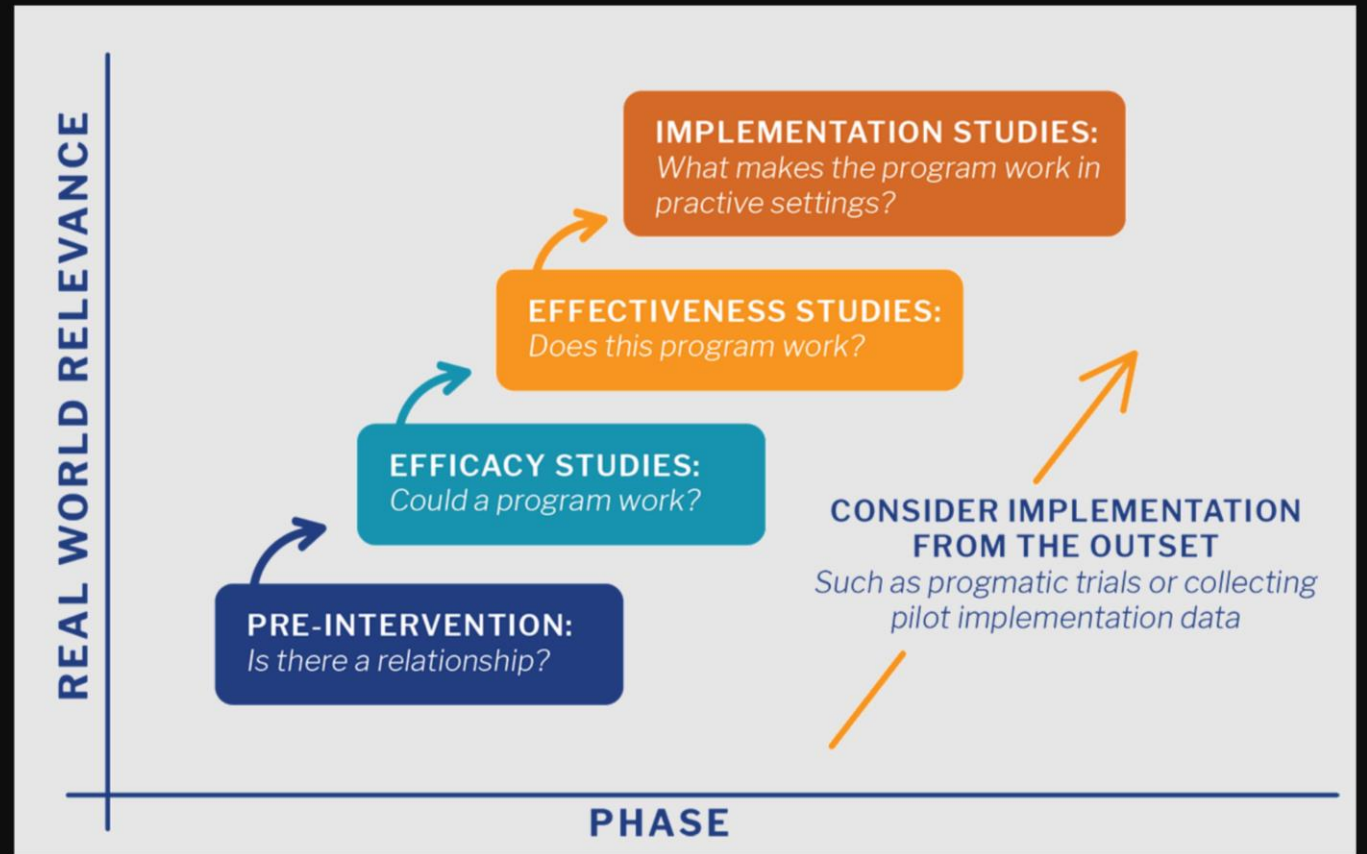 REAL WORLD RELEVANCE
IMPLEMENTATION STUDIES:
What makes the program work in
practive settings?
EFFECTIVENESS STUDIES:
Does this program work?
EFFICACY STUDIES:
Could a program work?
PRE-INTERVENTION:
Is there a relationship?
CONSIDER IMPLEMENTATION
FROM THE OUTSET
Such as progmatic trials or collecting
pilot implementation data
PHASE